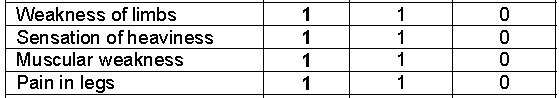 Weakness of limbs 1 1 0
Sensation of heaviness 1 1 0
Muscular weakness 1 1 0
Pain in legs 1 1 0